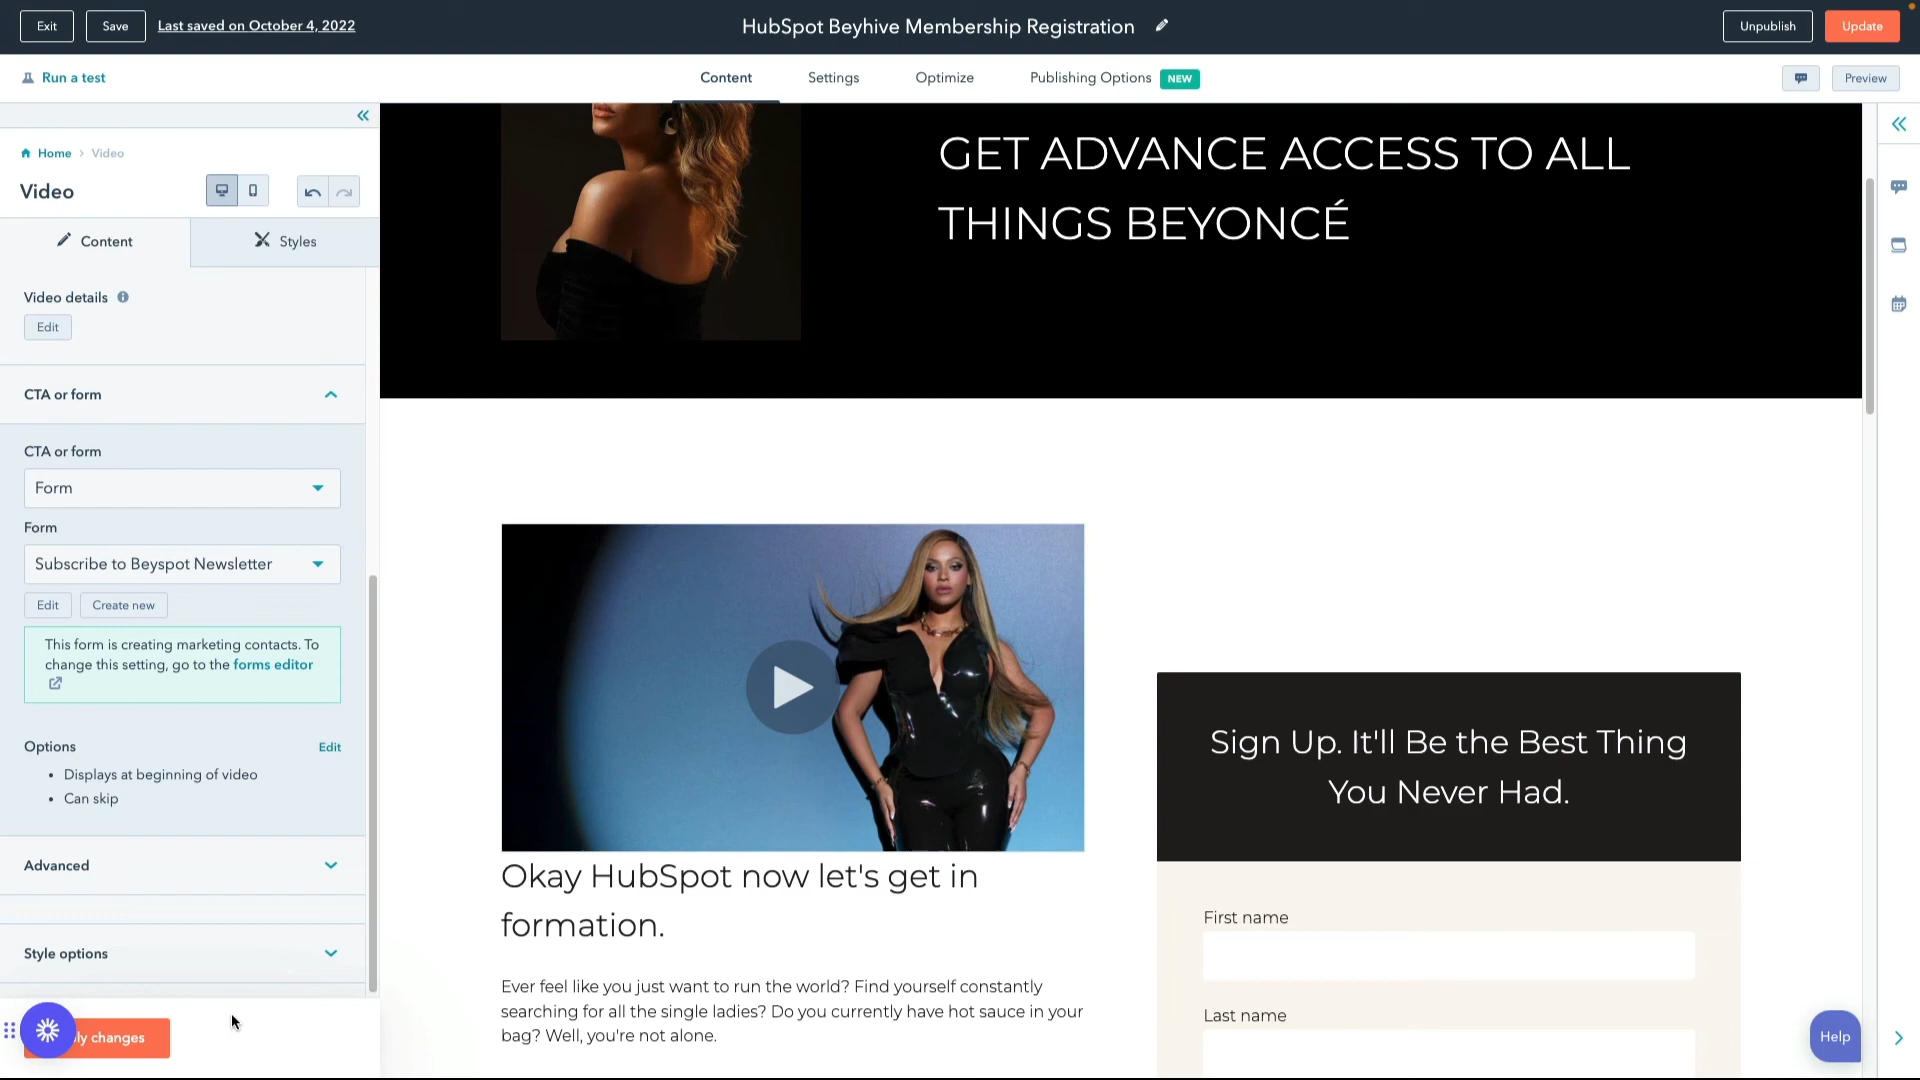 Exit
Save
Last saved on October 4, 2022
HubSpot Beyhive Membership Registration
Unpublish
Update
Run a test
Content
Settings
Optimize
Publishing Options
NEW
Preview
Home
Video
Video
Content
Styles
Video details
Edit
CTA or form
CTA or form
Form
Form
Subscribe to Beyspot Newsletter
Edit
Create new
This form is creating marketing contacts. To
change this setting, go to the forms editor
Options
Edit
• Displays at beginning of video
• Can skip
Advanced
Style options
ly changes
GET ADVANCE ACCESS TO ALL
THINGS BEYONCÉ
Okay HubSpot now let's get in
formation.
Ever feel like you just want to run the world? Find yourself constantly
searching for all the single ladies? Do you currently have hot sauce in your
bag? Well, you're not alone.
Sign Up. It'll Be the Best Thing
You Never Had.
First name
Last name
Help